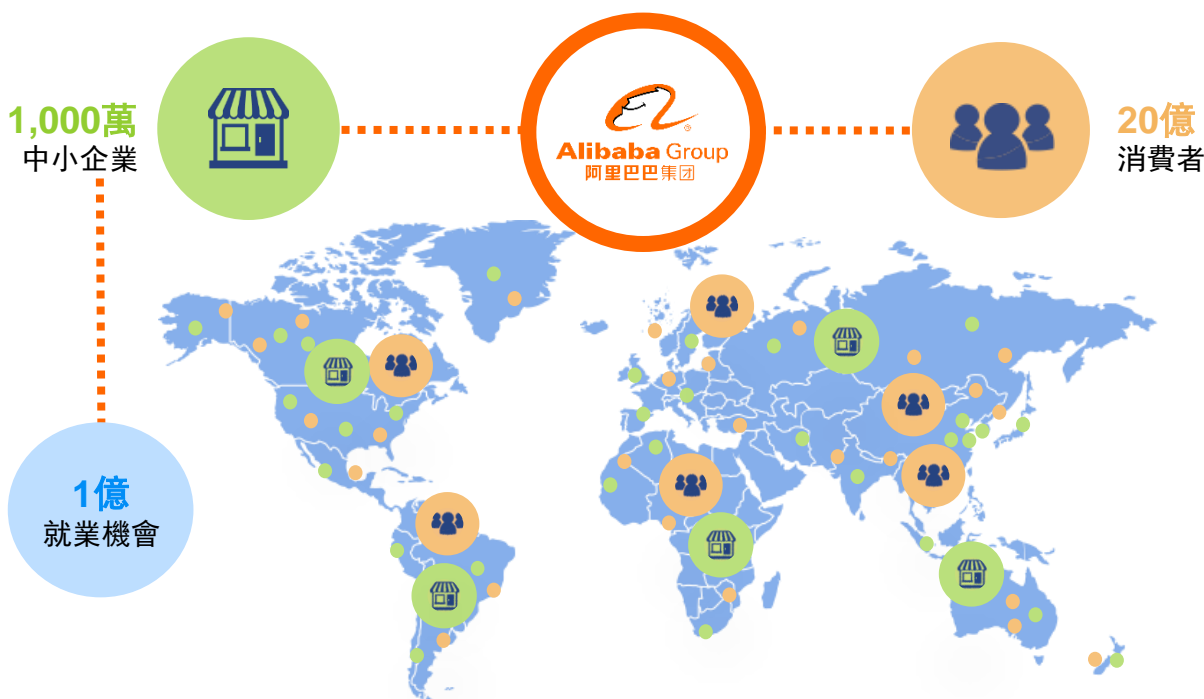 1,000萬
中小企業
Alibaba Group
阿里巴巴集团
20億
消費者
1億
就業機會